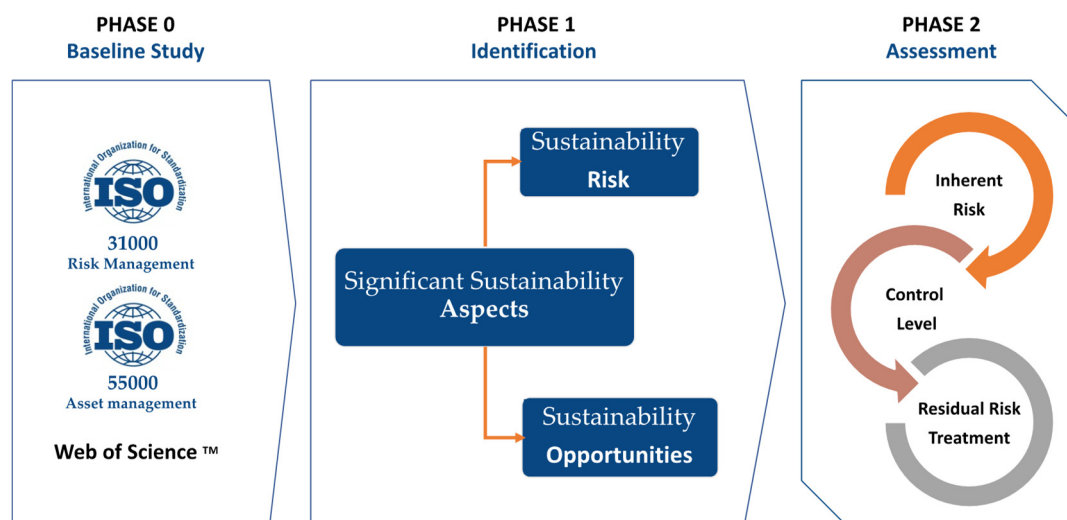 PHASE 0
Baseline Study
International Organization for Standardization
ISO
31000
Risk Management
International Organization for Standardization
ISO
55000
Asset management
Web of Science ™
PHASE 1
Identification
Sustainability
Risk
Significant Sustainability
Aspects
Sustainability
Opportunities
PHASE 2
Assessment
Inherent
Risk
Control
Level
Residual Risk
Treatment